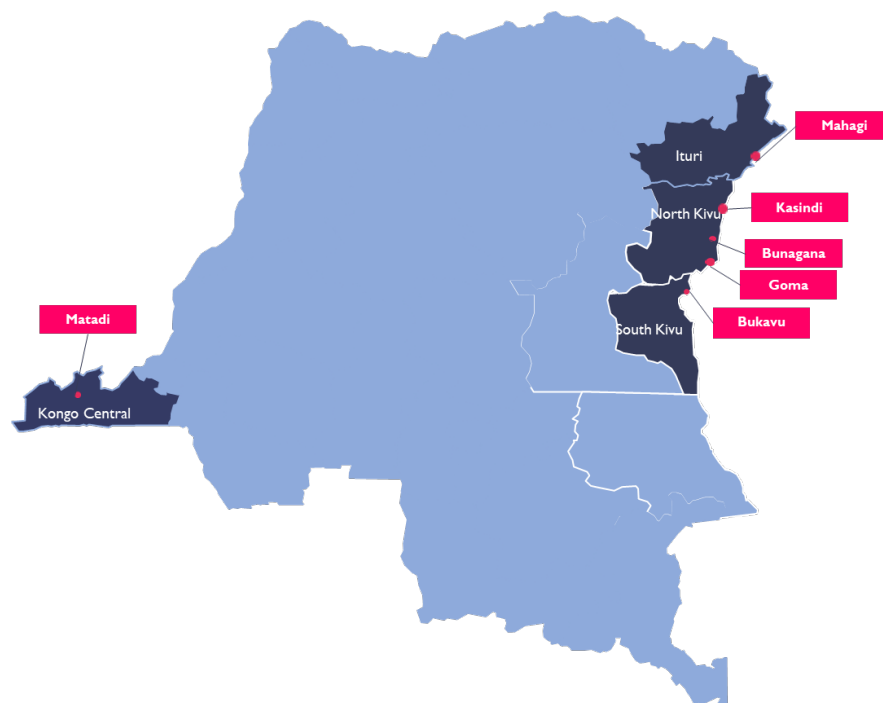 Mahagi
Ituri
Kasindi
North Kivu
Bunagana
Goma
Matadi
Bukavu
South Kivu
Kongo Central